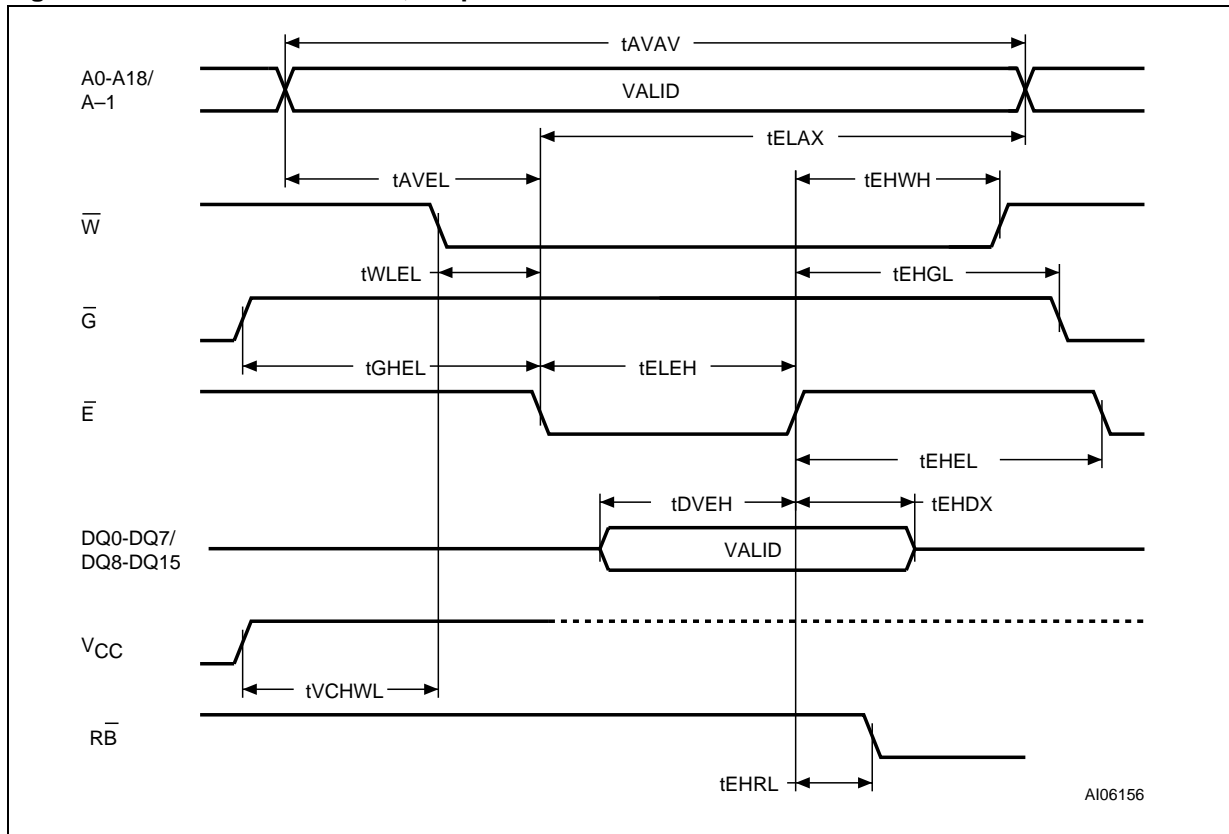 tAVAV
A0-A18/
A–1
VALID
tELAX
tAVEL
tEHWH
W̅
tWLEL
tEHGL
G̅
tGHEL
tELEH
E̅
tEHEL
tDVEH
tEHDX
DQ0-DQ7/
DQ8-DQ15
VALID
VCC
tVCHWL
RB̅
tEHRL
AI06156